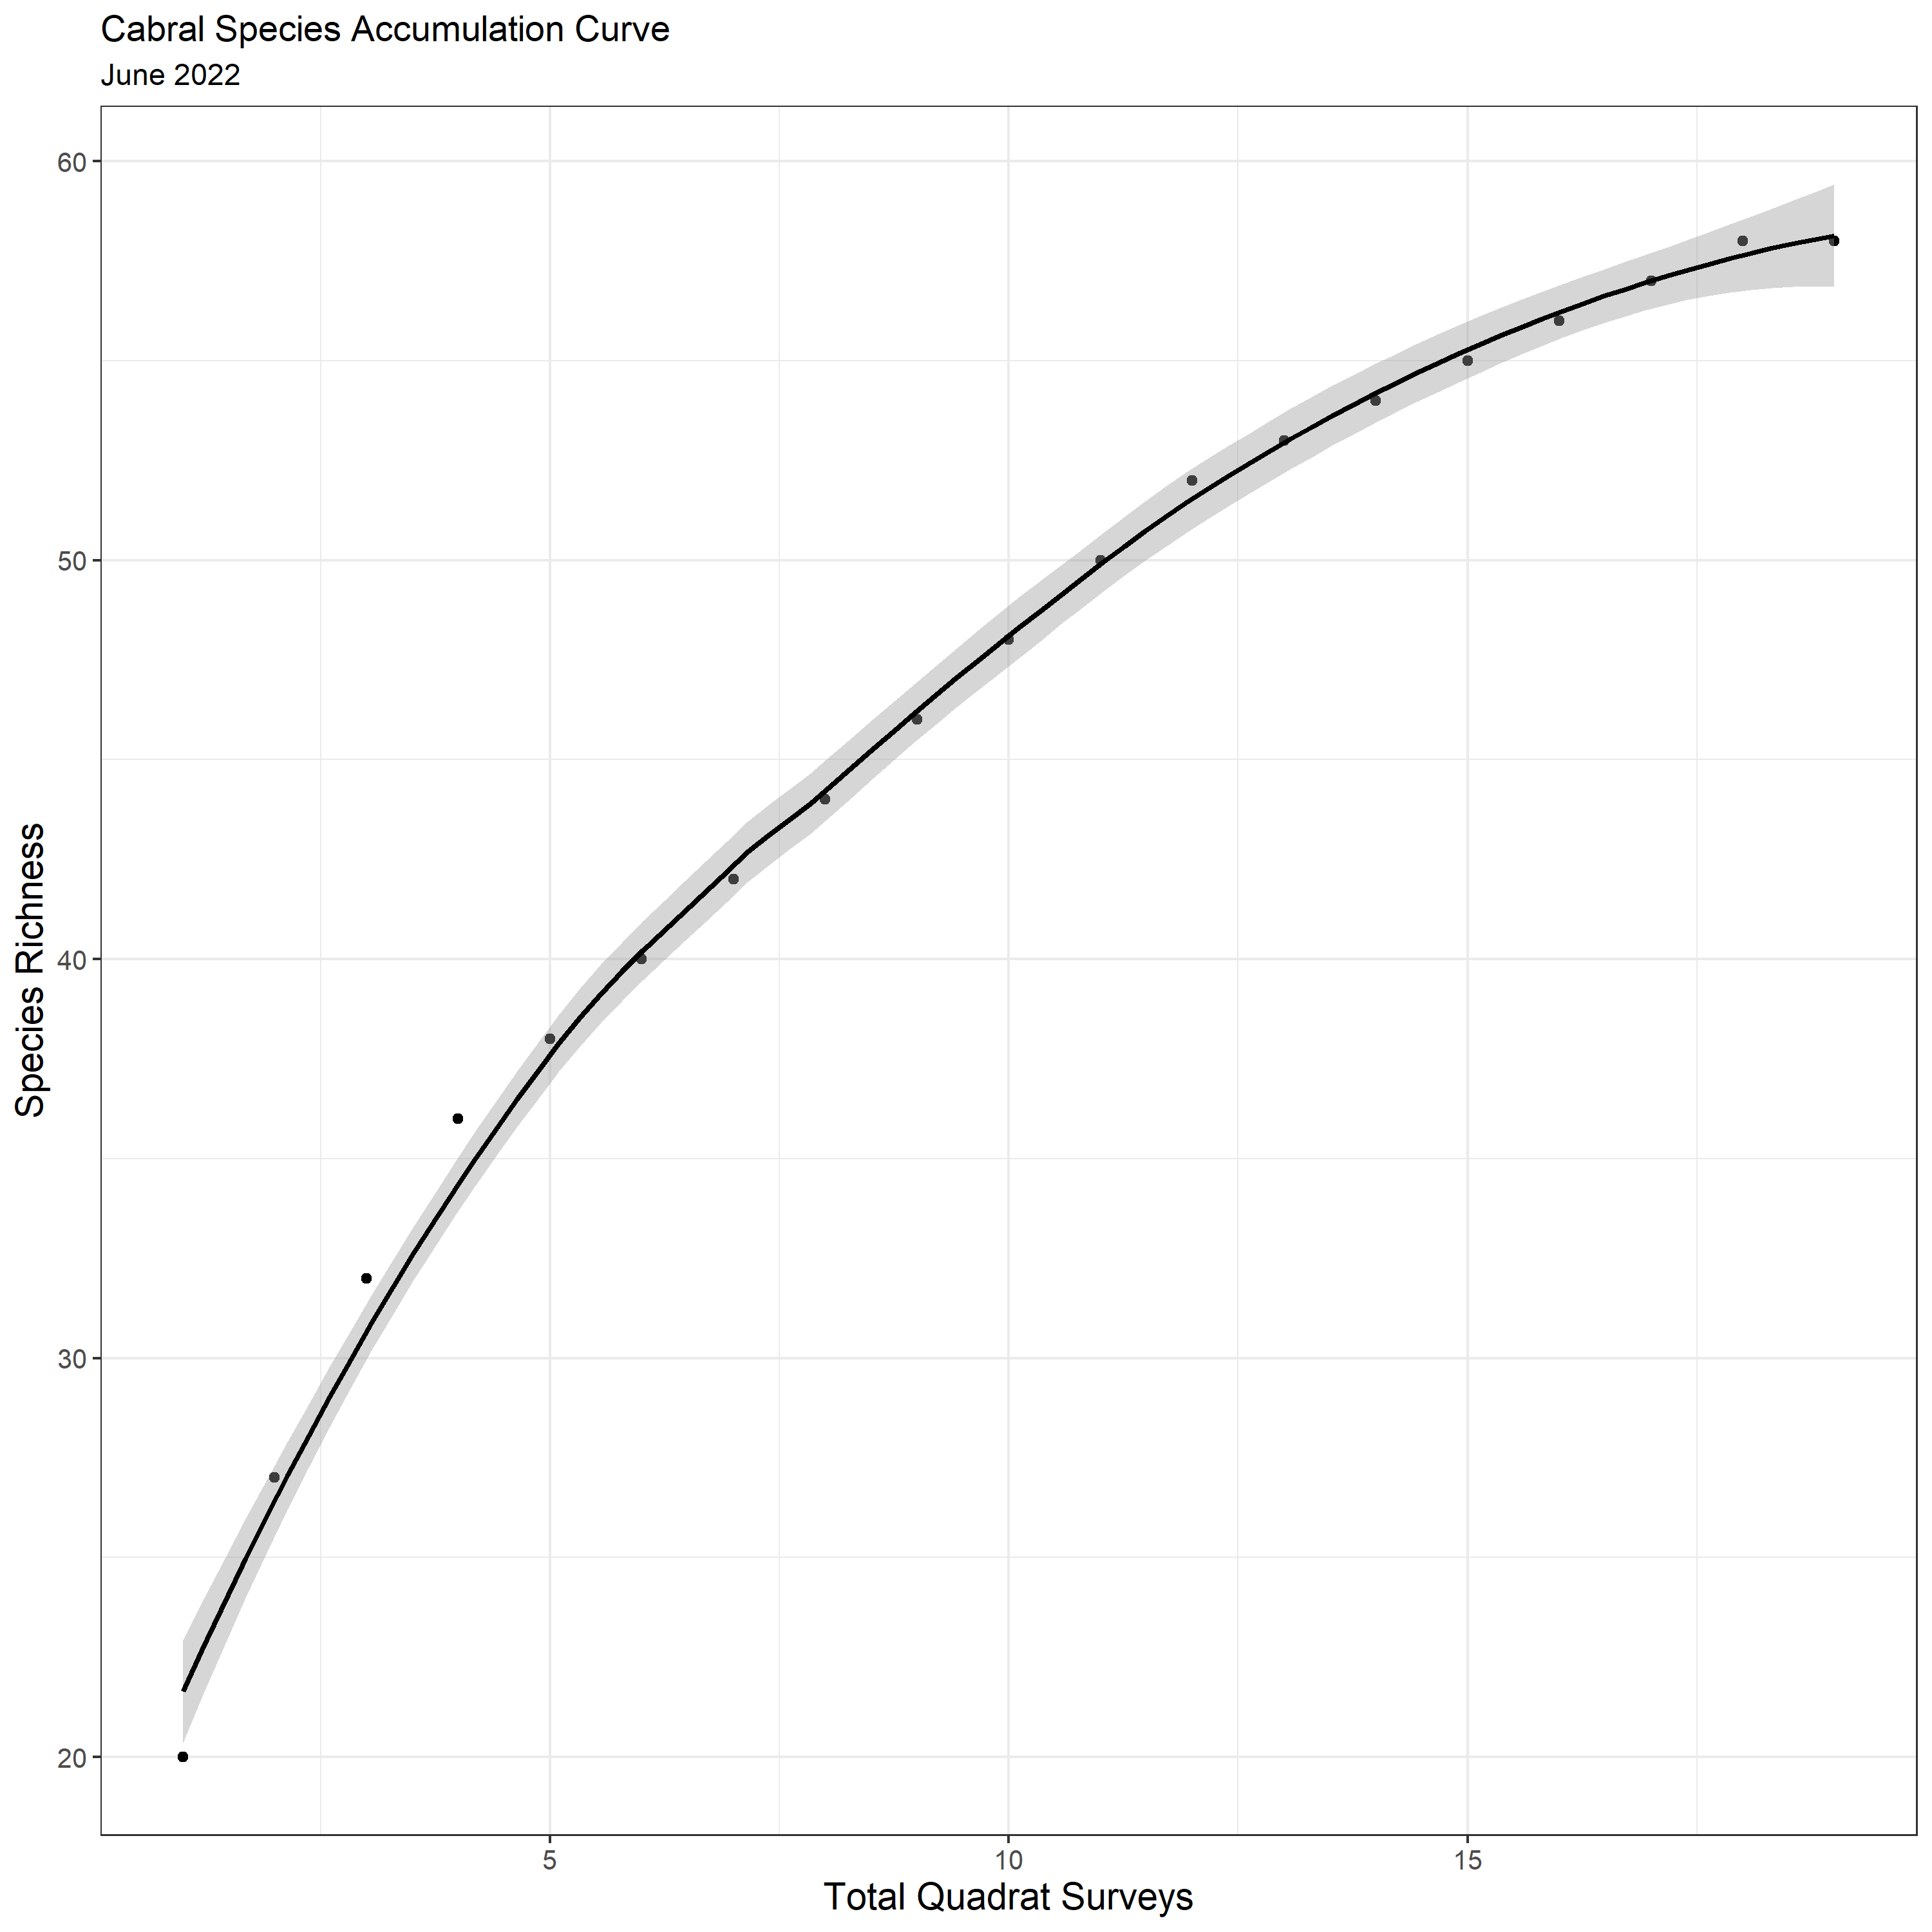 Cabral Species Accumulation Curve
June 2022
60
50
40
30
20
Species Richness
5 10 15
Total Quadrat Surveys